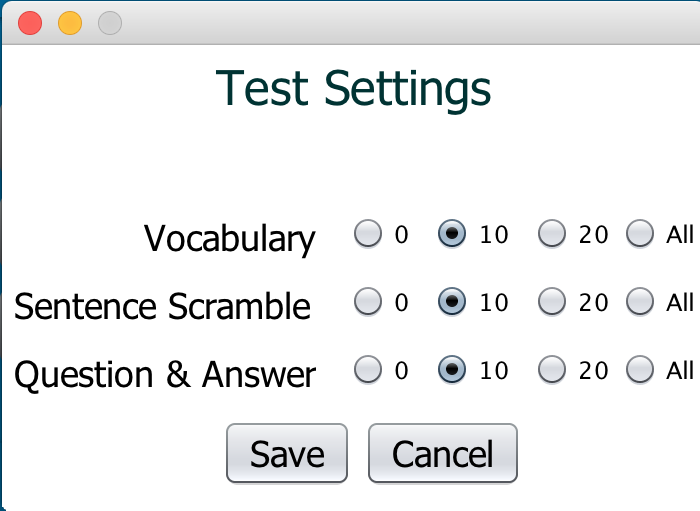 Test Settings
Vocabulary 0 10 20 All
Sentence Scramble 0 10 20 All
Question & Answer 0 10 20 All
Save Cancel